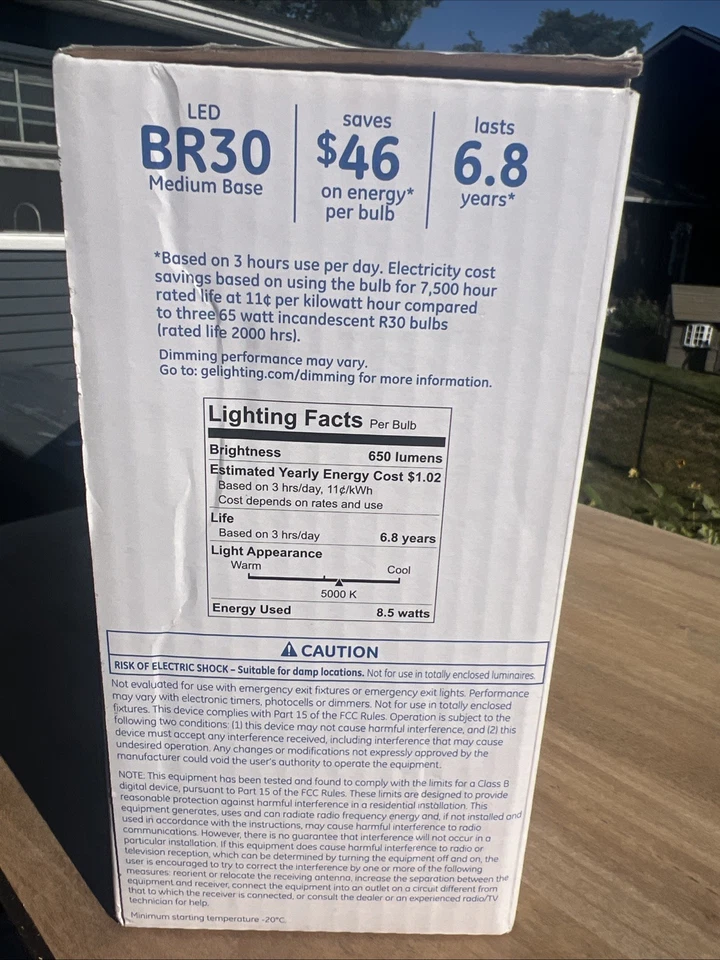 LED
BR30
Medium Base
saves
$46
on energy*
per bulb
lasts
6.8
years*
*Based on 3 hours use per day. Electricity cost
savings based on using the bulb for 7,500 hour
rated life at 11¢ per kilowatt hour compared
to three 65 watt incandescent R30 bulbs
(rated life 2000 hrs).
Dimming performance may vary.
Go to: gelighting.com/dimming for more information.
Lighting Facts Per Bulb
Brightness 650 lumens
Estimated Yearly Energy Cost $1.02
Based on 3 hrs/day, 11¢/kWh
Cost depends on rates and use
Life
Based on 3 hrs/day 6.8 years
Light Appearance
Warm Cool
5000 K
Energy Used 8.5 watts
CAUTION
RISK OF ELECTRIC SHOCK – Suitable for damp locations. Not for use in totally enclosed luminaires.
Not evaluated for use with emergency exit fixtures or emergency exit lights. Performance
may vary with electronic timers, photocells or dimmers. Not for use in totally enclosed
fixtures. This device complies with Part 15 of the FCC Rules. Operation is subject to the
following two conditions: (1) this device may not cause harmful interference, and (2) this
device must accept any interference received, including interference that may cause
undesired operation. Any changes or modifications not expressly approved by the
manufacturer could void the user's authority to operate the equipment.
NOTE: This equipment has been tested and found to comply with the limits for a Class B
digital device, pursuant to Part 15 of the FCC Rules. These limits are designed to provide
reasonable protection against harmful interference in a residential installation. This
equipment generates, uses and can radiate radio frequency energy and, if not installed and
used in accordance with the instructions, may cause harmful interference to radio
communications. However, there is no guarantee that interference will not occur in a
particular installation. If this equipment does cause harmful interference to radio or
television reception, which can be determined by turning the equipment off and on, the
user is encouraged to try to correct the interference by one or more of the following
measures: reorient or relocate the receiving antenna, increase the separation between the
equipment and receiver, connect the equipment into an outlet on a circuit different from
that to which the receiver is connected, or consult the dealer or an experienced radio/TV
technician for help.
Minimum starting temperature -20°C.